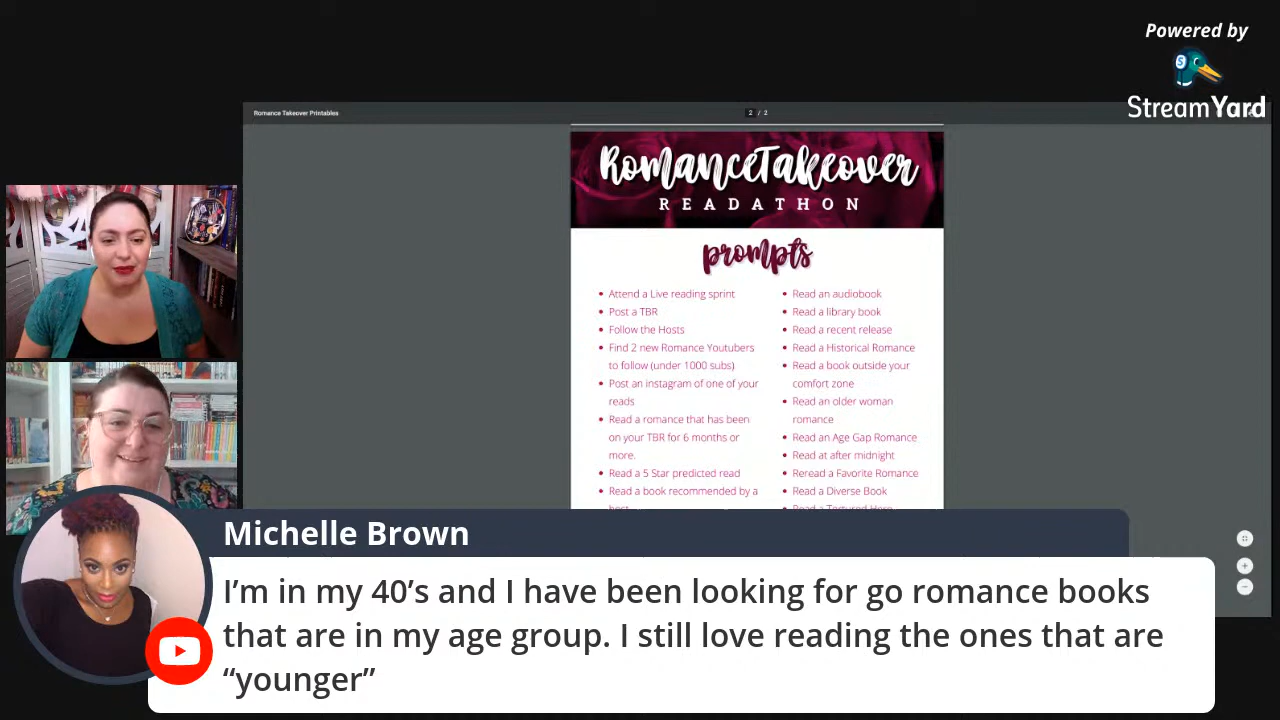 Powered by
StreamYard
Romance Takeover Printables
2 / 2
RomanceTakeover
READATHON
prompts
• Attend a Live reading sprint
• Post a TBR
• Follow the Hosts
• Find 2 new Romance Youtubers
to follow (under 1000 subs)
• Post an instagram of one of your
reads
• Read a romance that has been
on your TBR for 6 months or
more.
• Read a 5 Star predicted read
• Read a book recommended by a
host
• Read an audiobook
• Read a library book
• Read a recent release
• Read a Historical Romance
• Read a book outside your
comfort zone
• Read an older woman
romance
• Read an Age Gap Romance
• Read at after midnight
• Reread a Favorite Romance
• Read a Diverse Book
• Read a Tortured Hero
Michelle Brown
I’m in my 40’s and I have been looking for go romance books
that are in my age group. I still love reading the ones that are
“younger”